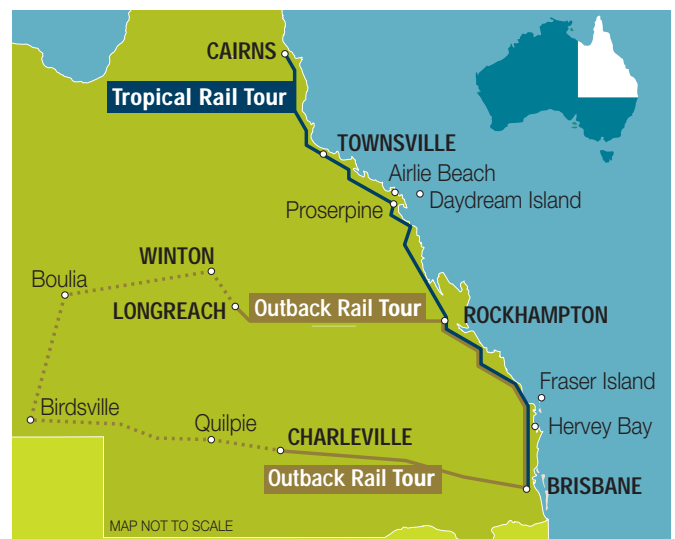 CAIRNS
Tropical Rail Tour
TOWNSVILLE
Airlie Beach
Daydream Island
Proserpine
WINTON
Boulia
LONGREACH
Outback Rail Tour
ROCKHAMPTON
Fraser Island
Birdsville
Quilpie
Hervey Bay
CHARLEVILLE
Outback Rail Tour
BRISBANE
MAP NOT TO SCALE